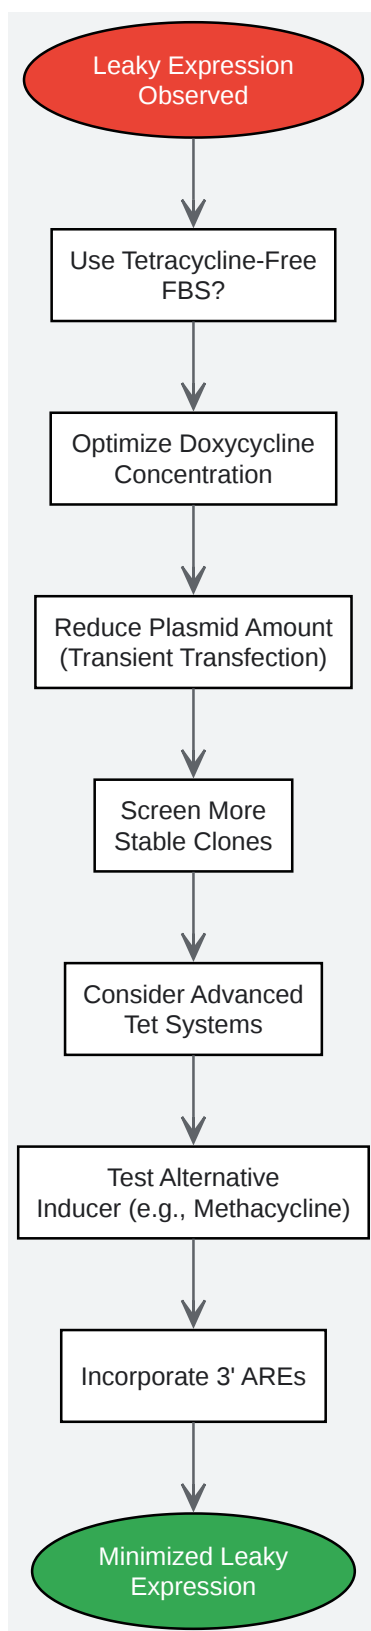 Leaky Expression
Observed
Use Tetracycline-Free
FBS?
Optimize Doxycycline
Concentration
Reduce Plasmid Amount
(Transient Transfection)
Screen More
Stable Clones
Consider Advanced
Tet Systems
Test Alternative
Inducer (e.g., Methacycline)
Incorporate 3' AREs
Minimized Leaky
Expression